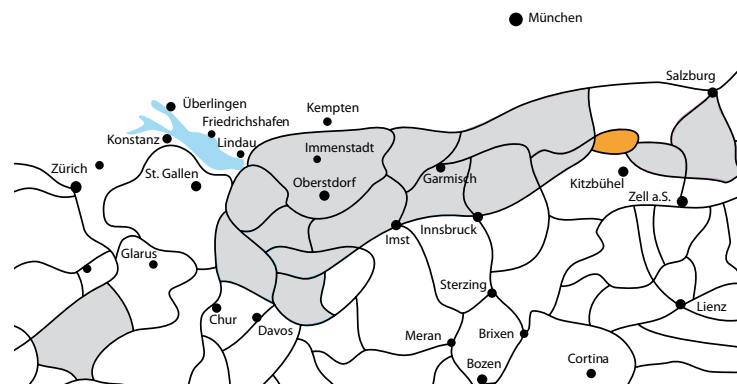 München
Salzburg
Überlingen
Kempten
Friedrichshafen
Konstanz
Lindau
Immenstadt
Zürich
St. Gallen
Oberstdorf
Garmisch
Kitzbühel
Zell a.S.
Innsbruck
Imst
Glarus
Sterzing
Lienz
Chur
Davos
Meran
Brixen
Bozen
Cortina